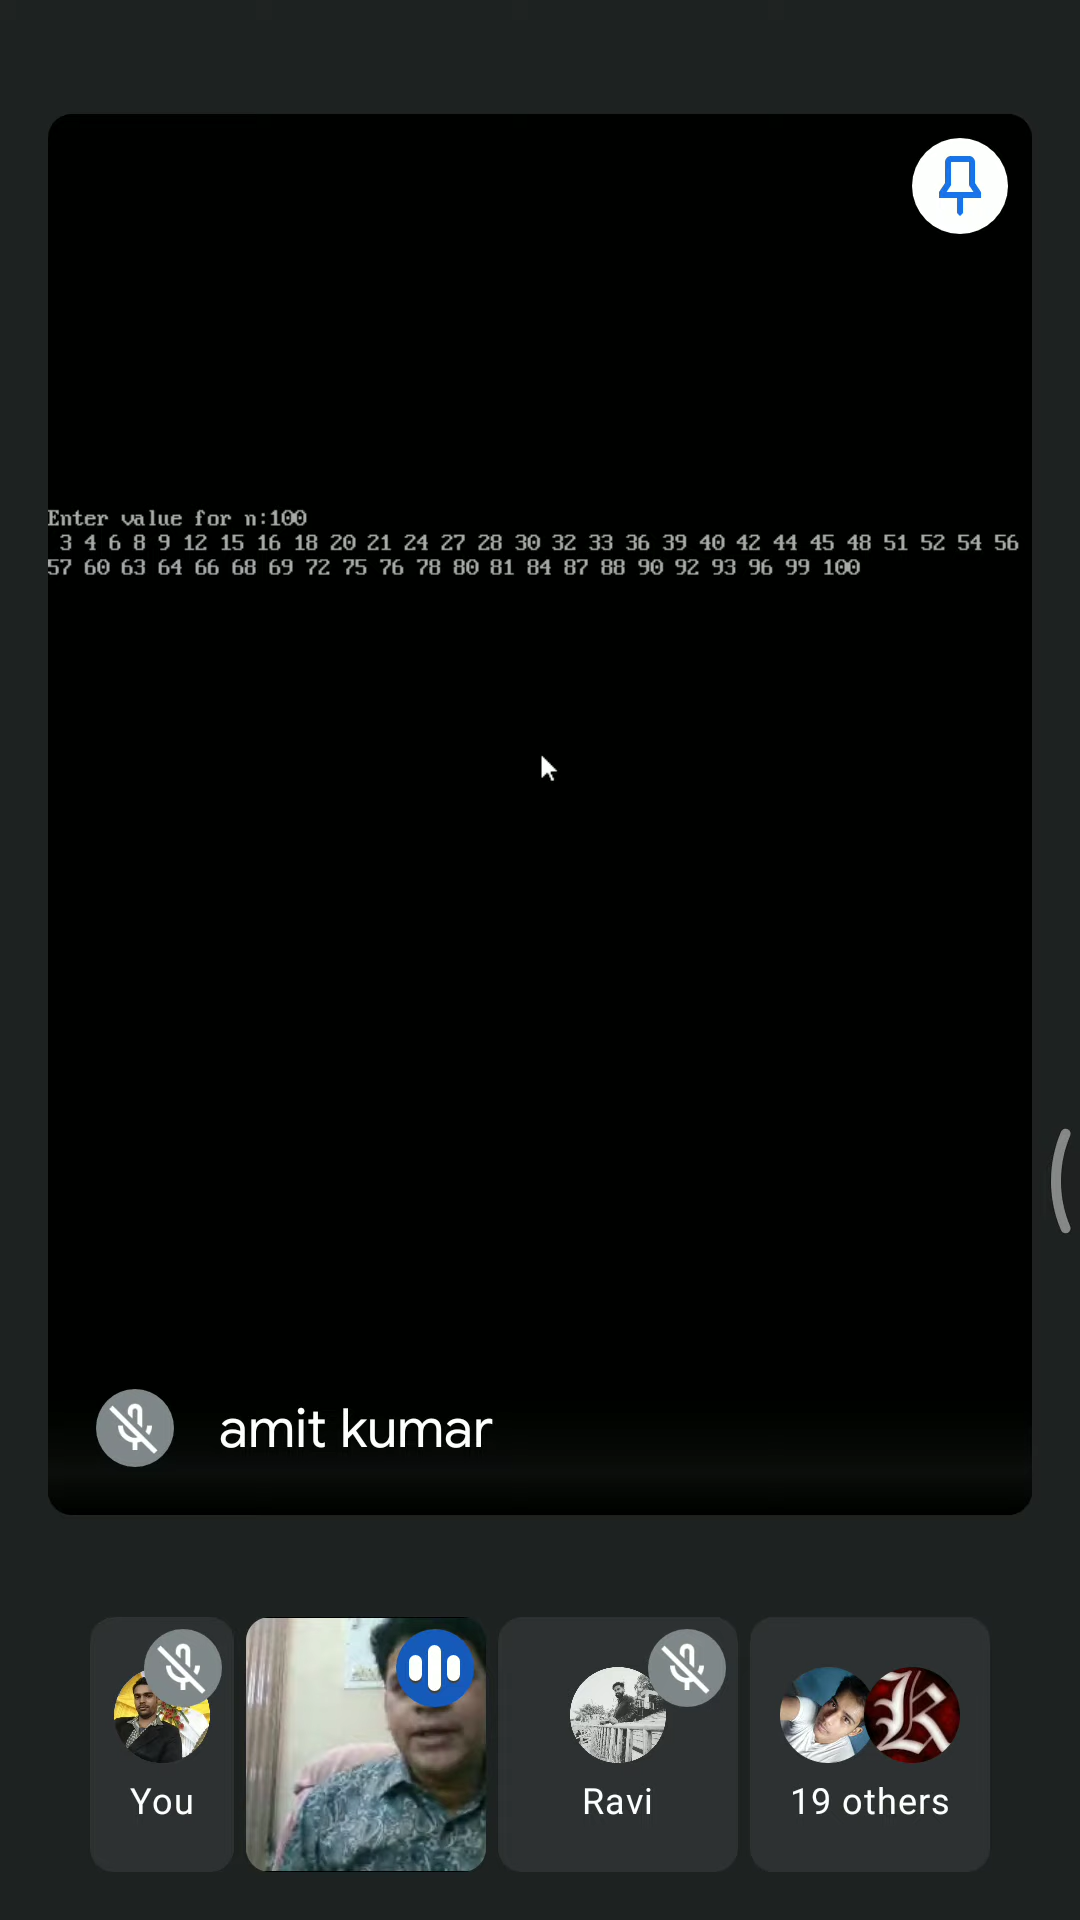 Enter value for n:100
3 4 6 8 9 12 15 16 18 20 21 24 27 28 30 32 33 36 39 40 42 44 45 48 51 52 54 56
57 60 63 64 66 68 69 72 75 76 78 80 81 84 87 88 90 92 93 96 99 100
amit kumar
You
Ravi
19 others